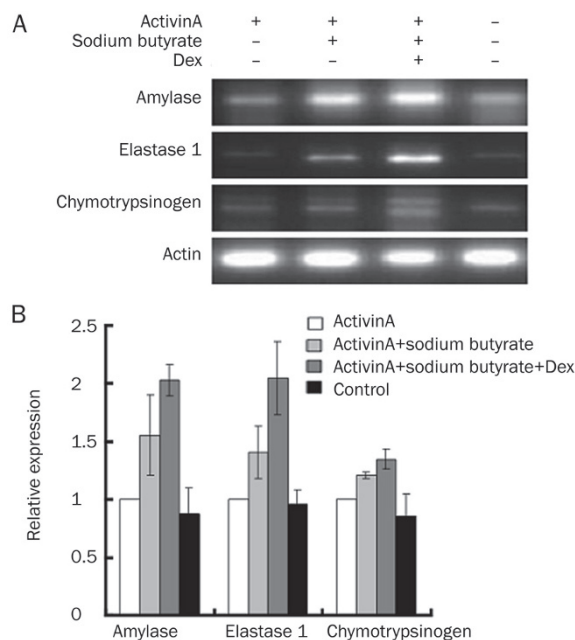 A
ActivinA + + + –
Sodium butyrate – + + –
Dex – – + –
Amylase
Elastase 1
Chymotrypsinogen
Actin
B
ActivinA
ActivinA+sodium butyrate
ActivinA+sodium butyrate+Dex
Control
Relative expression
2.5
2
1.5
1
0.5
0
Amylase Elastase 1 Chymotrypsinogen